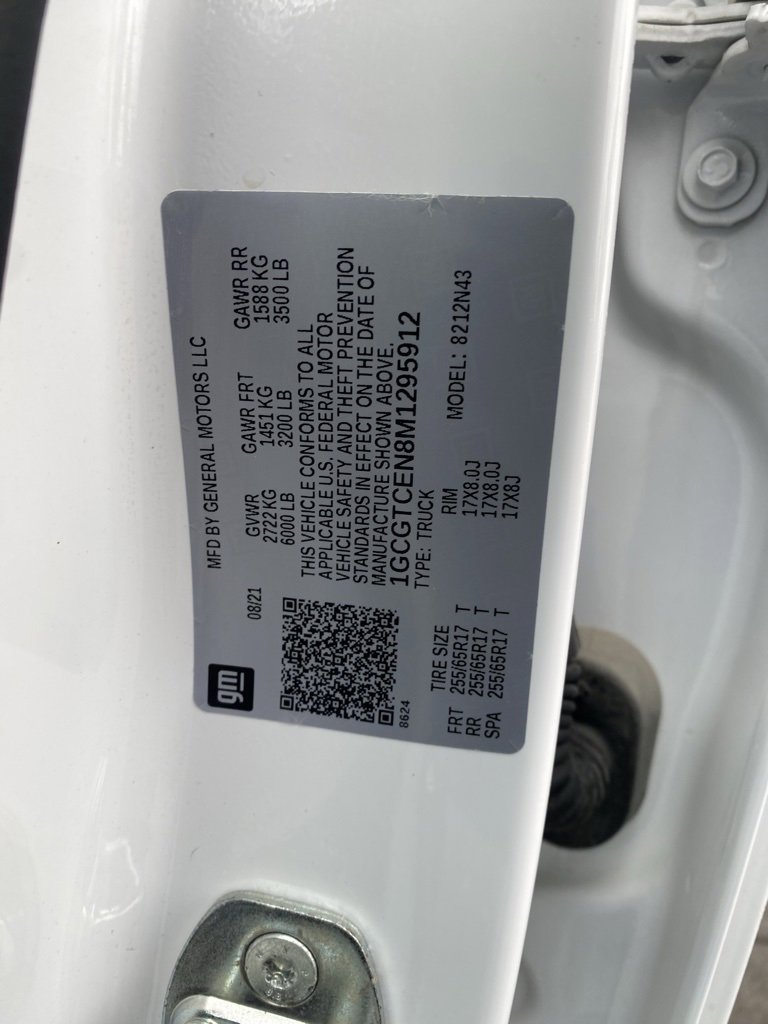 gm
MFD BY GENERAL MOTORS LLC
08/21
GVWR GAWR FRT GAWR RR
2722 KG 1451 KG 1588 KG
6000 LB 3200 LB 3500 LB
THIS VEHICLE CONFORMS TO ALL
APPLICABLE U.S. FEDERAL MOTOR
VEHICLE SAFETY AND THEFT PREVENTION
STANDARDS IN EFFECT ON THE DATE OF
MANUFACTURE SHOWN ABOVE.
1GCGTCEN8M1295912
8624
TYPE: TRUCK MODEL: 8212N43
TIRE SIZE RIM
FRT 255/65R17 T 17X8.0J
RR 255/65R17 T 17X8.0J
SPA 255/65R17 T 17X8J